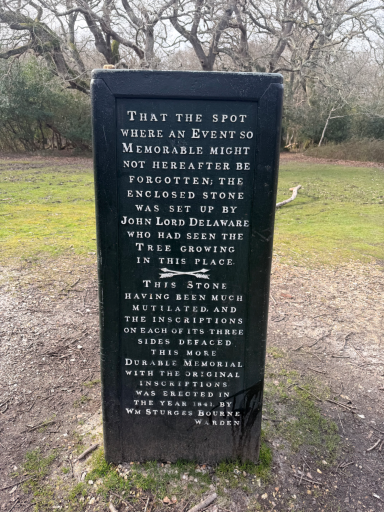 THAT THE SPOT
WHERE AN EVENT SO
MEMORABLE MIGHT
NOT HEREAFTER BE
FORGOTTEN; THE
ENCLOSED STONE
WAS SET UP BY
JOHN LORD DELAWARE
WHO HAD SEEN THE
TREE GROWING
IN THIS PLACE.
THIS STONE
HAVING BEEN MUCH
MUTILATED, AND
THE INSCRIPTIONS
ON EACH OF ITS THREE
SIDES DEFACED
THIS MORE
DURABLE MEMORIAL
WITH THE ORIGINAL
INSCRIPTIONS
WAS ERECTED IN
THE YEAR 1841, BY
WM STURGES BOURNE
WARDEN